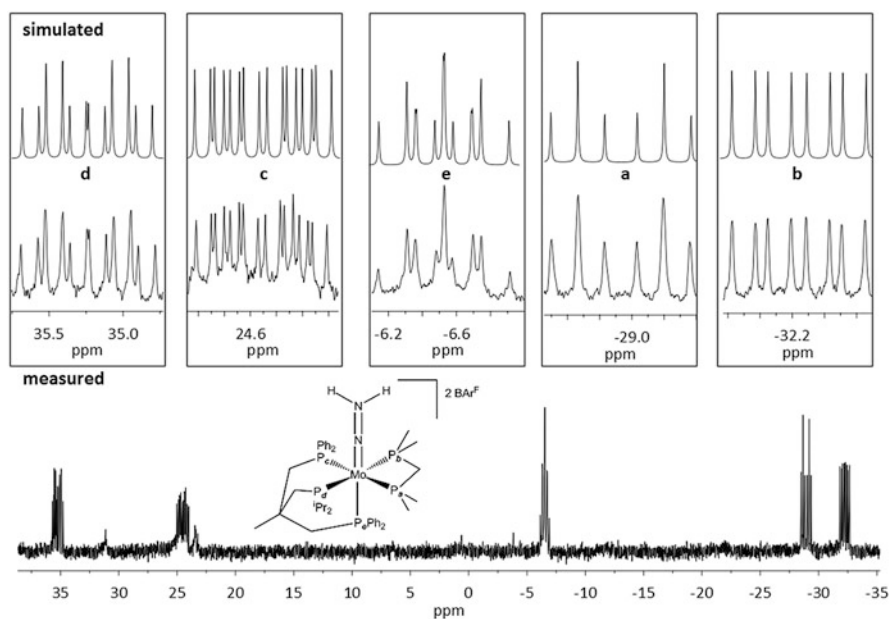 simulated
d
c
e
a
b
35.5 35.0
ppm
24.6
ppm
-6.2 -6.6
ppm
-29.0
ppm
-32.2
ppm
measured
H H
2 BArF
N
N
Ph2
Pc
Mo
Pb
Pd
iPr2
Pa
Pe
Ph2
35 30 25 20 15 10 5 0 -5 -10 -15 -20 -25 -30 -35
ppm